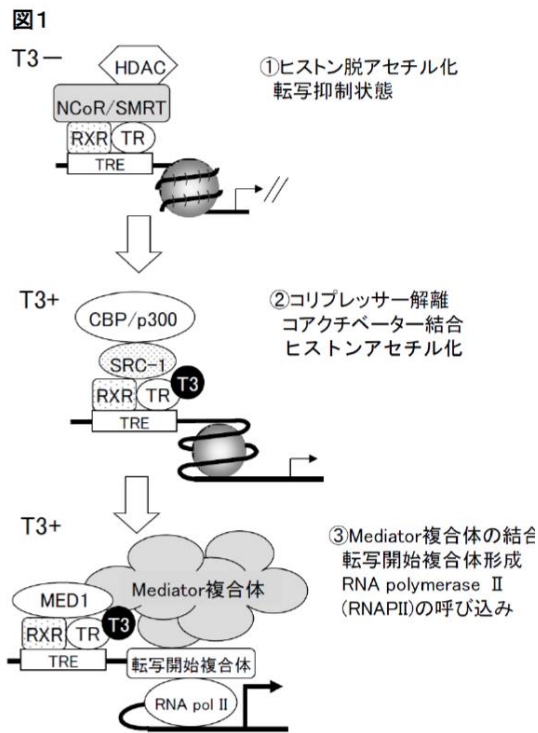 図1
T3－
HDAC
NCoR/SMRT
RXR TR
TRE
①ヒストン脱アセチル化
転写抑制状態
T3+
CBP/p300
SRC-1
RXR TR T3
TRE
②コリプレッサー解離
コアクチベーター結合
ヒストンアセチル化
T3+
Mediator複合体
MED1
RXR TR T3
TRE
転写開始複合体
RNA pol II
③Mediator複合体の結合
転写開始複合体形成
RNA polymerase Ⅱ
(RNAPII)の呼び込み